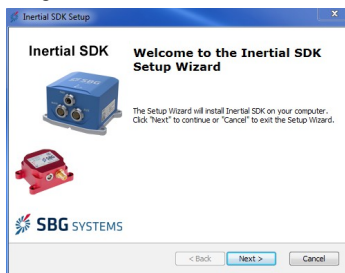 Inertial SDK Setup
Inertial SDK
Welcome to the Inertial SDK
Setup Wizard
The Setup Wizard will install Inertial SDK on your computer.
Click "Next" to continue or "Cancel" to exit the Setup Wizard.
SBG
SBG SYSTEMS
< Back
Next >
Cancel